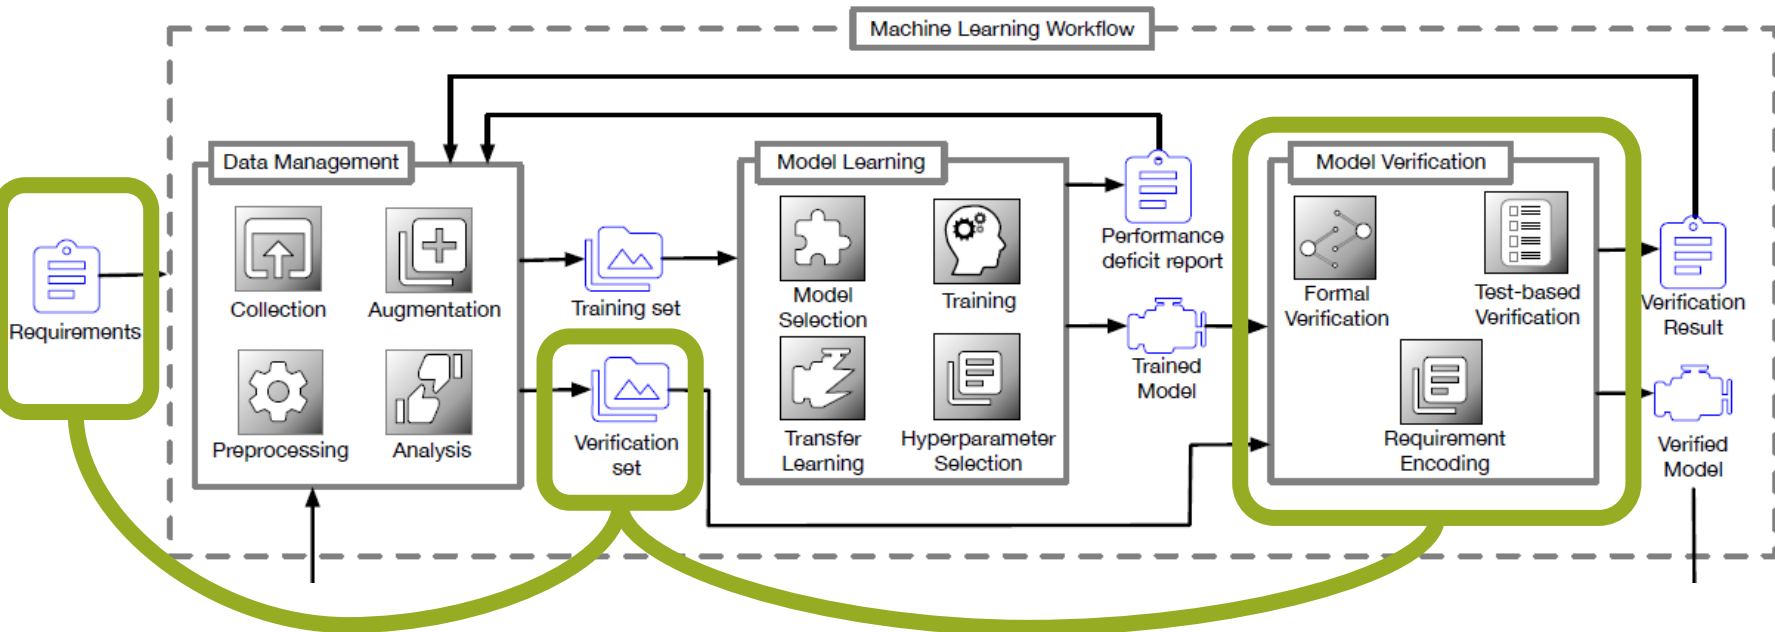 Machine Learning Workflow
Requirements
Data Management
Collection
Augmentation
Preprocessing
Analysis
Training set
Verification
set
Model Learning
Model
Selection
Training
Transfer
Learning
Hyperparameter
Selection
Performance
deficit report
Trained
Model
Model Verification
Formal
Verification
Test-based
Verification
Requirement
Encoding
Verification
Result
Verified
Model